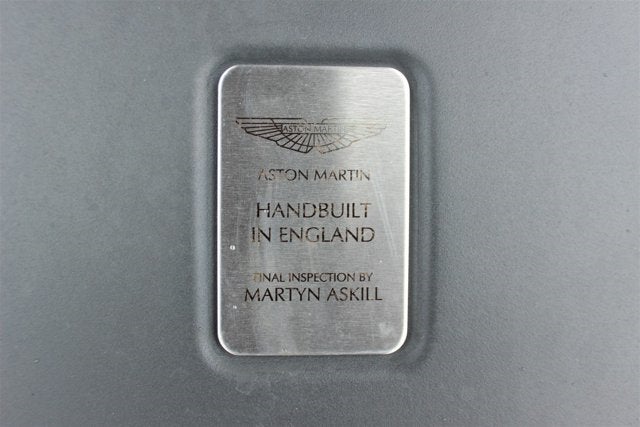 ASTON MARTIN
ASTON MARTIN
HANDBUILT
IN ENGLAND
FINAL INSPECTION BY
MARTYN ASKILL